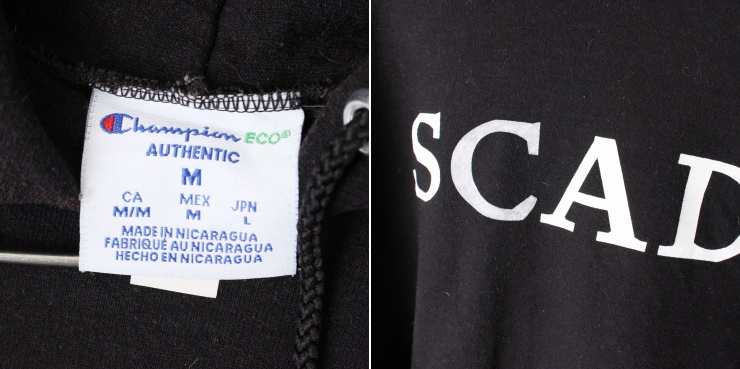 Champion ECO®
AUTHENTIC
M
CA MEX JPN
M/M M L
MADE IN NICARAGUA
FABRIQUÉ AU NICARAGUA
HECHO EN NICARAGUA
SCAD